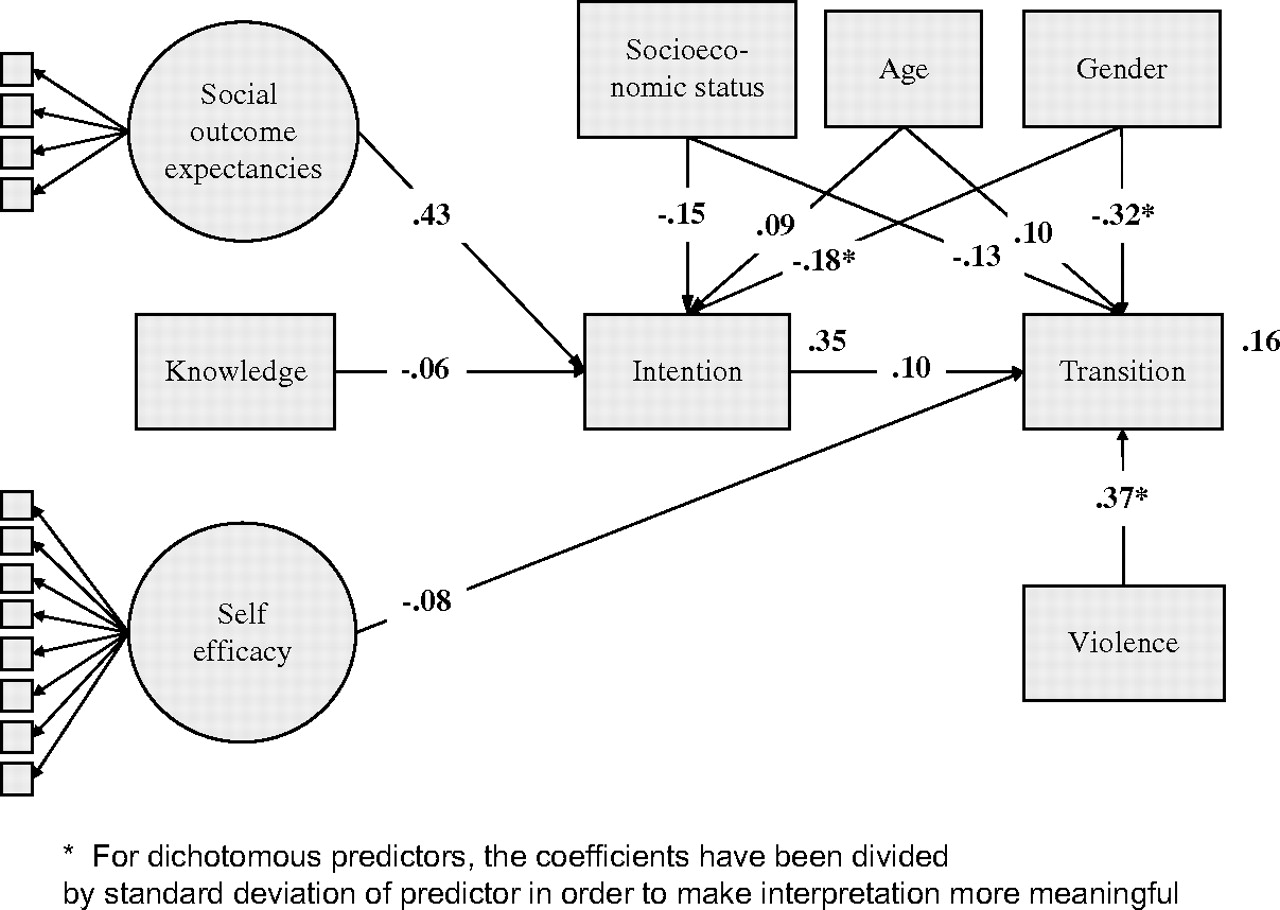 Social
outcome
expectancies
Socioeco-
nomic status
Age
Gender
.43
-.15
.09
-.18*
-.13
.10
-.32*
Knowledge
-.06
Intention
.35
.10
Transition
.16
.37*
Self
efficacy
-.08
Violence
* For dichotomous predictors, the coefficients have been divided
by standard deviation of predictor in order to make interpretation more meaningful